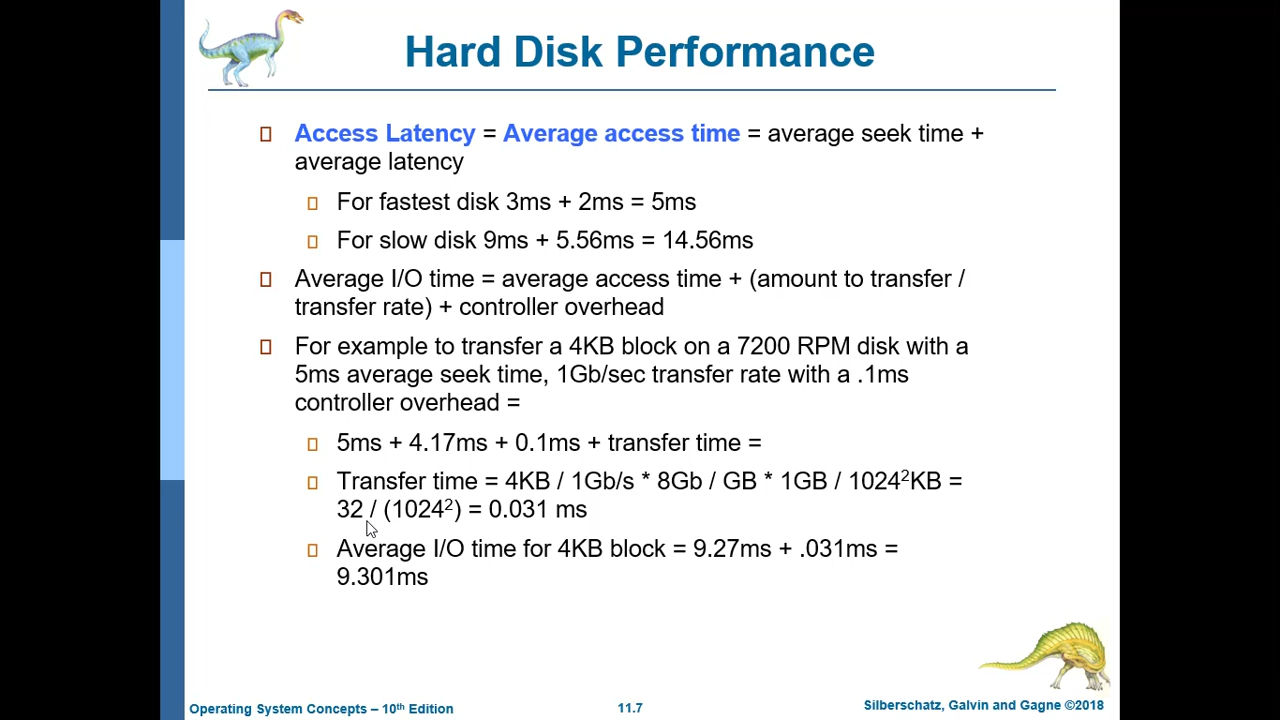 Hard Disk Performance
Access Latency = Average access time = average seek time +
average latency
For fastest disk 3ms + 2ms = 5ms
For slow disk 9ms + 5.56ms = 14.56ms
Average I/O time = average access time + (amount to transfer /
transfer rate) + controller overhead
For example to transfer a 4KB block on a 7200 RPM disk with a
5ms average seek time, 1Gb/sec transfer rate with a .1ms
controller overhead =
5ms + 4.17ms + 0.1ms + transfer time =
Transfer time = 4KB / 1Gb/s * 8Gb / GB * 1GB / 1024²KB =
32 / (1024²) = 0.031 ms
Average I/O time for 4KB block = 9.27ms + .031ms =
9.301ms
Operating System Concepts – 10th Edition
11.7
Silberschatz, Galvin and Gagne ©2018